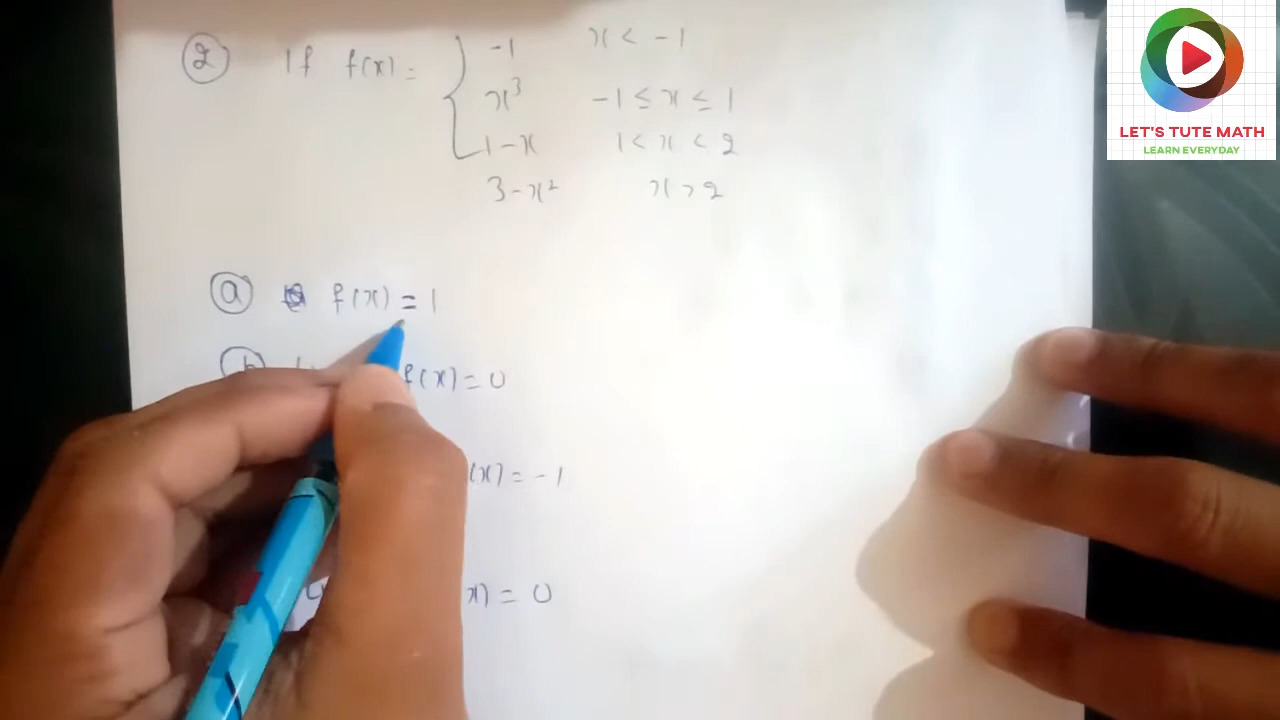 ② If f(x) = { -1 x < -1
x³ -1 ≤ x ≤ 1
1 - x 1 < x < 2
3 - x² x > 2
LET'S TUTE MATH
LEARN EVERYDAY
ⓐ f(x) = 1
f(x) = 0
(x) = -1
x) = 0